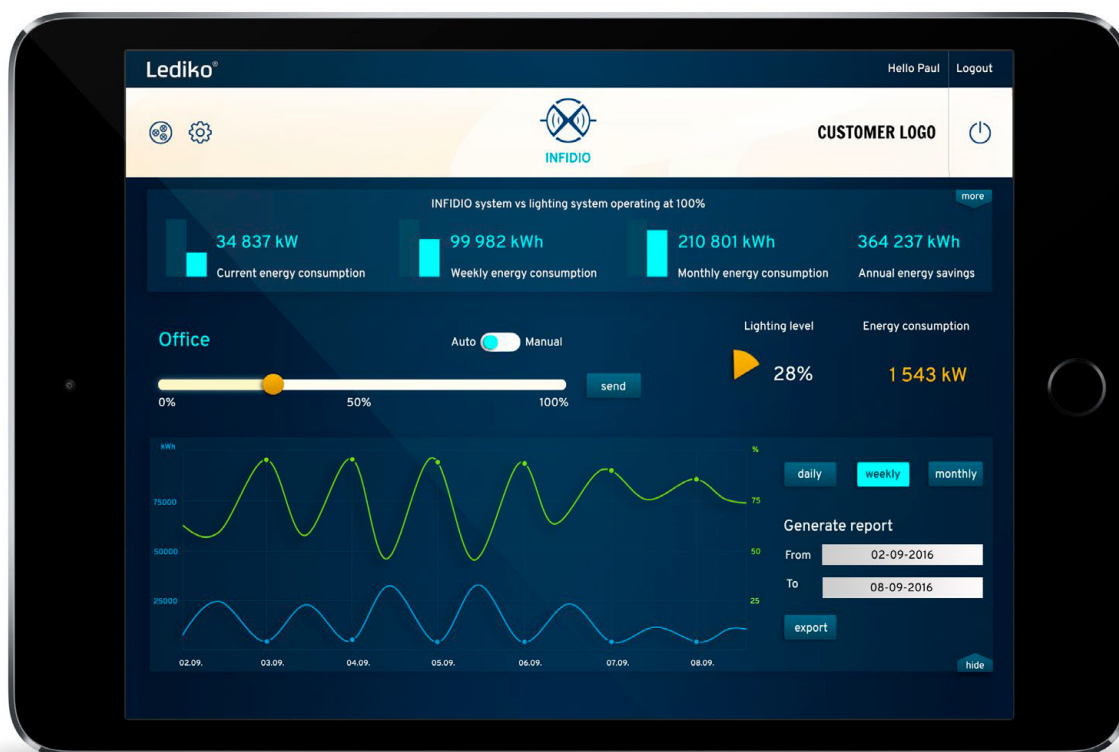 Lediko®
Hello Paul Logout
INFIDIO
CUSTOMER LOGO
INFIDIO system vs lighting system operating at 100%
more
34 837 kW
Current energy consumption
99 982 kWh
Weekly energy consumption
210 801 kWh
Monthly energy consumption
364 237 kWh
Annual energy savings
Office
Auto Manual
0% 50% 100%
send
Lighting level
28%
Energy consumption
1 543 kW
kWh
75000
50000
25000
%
75
50
25
02.09. 03.09. 04.09. 05.09. 06.09. 07.09. 08.09.
daily weekly monthly
Generate report
From 02-09-2016
To 08-09-2016
export
hide